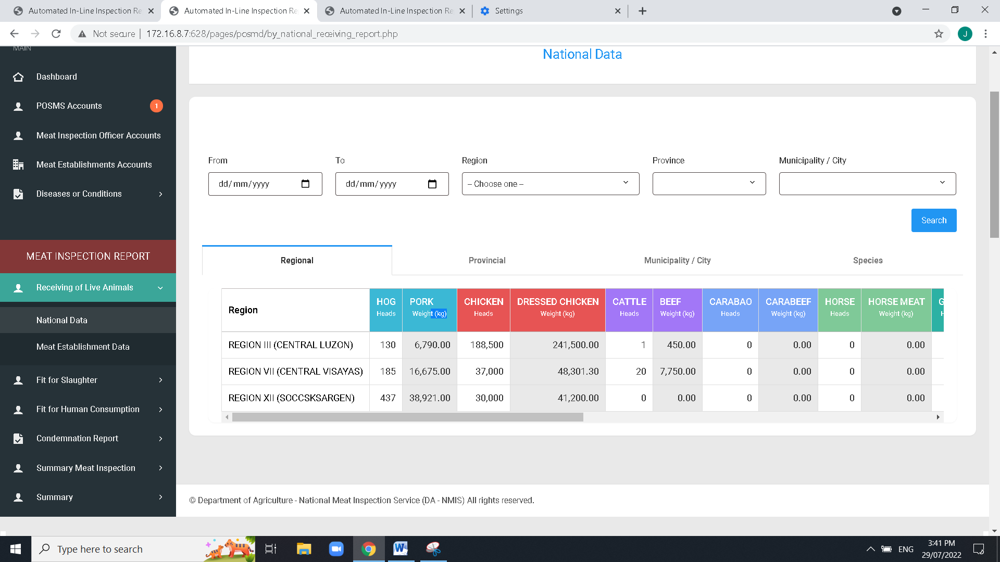 Automated In-Line Inspection Re
Automated In-Line Inspection Re
Automated In-Line Inspection Re
Settings
Not secure
172.16.8.7:628/pages/posmd/by_national_receiving_report.php
J
MAIN
Dashboard
POSMS Accounts
1
Meat Inspection Officer Accounts
Meat Establishments Accounts
Diseases or Conditions
MEAT INSPECTION REPORT
Receiving of Live Animals
National Data
Meat Establishment Data
Fit for Slaughter
Fit for Human Consumption
Condemnation Report
Summary Meat Inspection
Summary
National Data
From To Region Province Municipality / City
dd/mm/yyyy dd/mm/yyyy -- Choose one --
Search
Regional Provincial Municipality / City Species
Region HOG PORK CHICKEN DRESSED CHICKEN CATTLE BEEF CARABAO CARABEEF HORSE HORSE MEAT
Heads Weight (kg) Heads Weight (kg) Heads Weight (kg) Heads Weight (kg) Heads Weight (kg)
REGION III (CENTRAL LUZON) 130 6,790.00 188,500 241,500.00 1 450.00 0 0.00 0 0.00
REGION VII (CENTRAL VISAYAS) 185 16,675.00 37,000 48,301.30 20 7,750.00 0 0.00 0 0.00
REGION XII (SOCCSKSARGEN) 437 38,921.00 30,000 41,200.00 0 0.00 0 0.00 0 0.00
© Department of Agriculture - National Meat Inspection Service (DA - NMIS) All rights reserved.
Type here to search
ENG
3:41 PM
29/07/2022